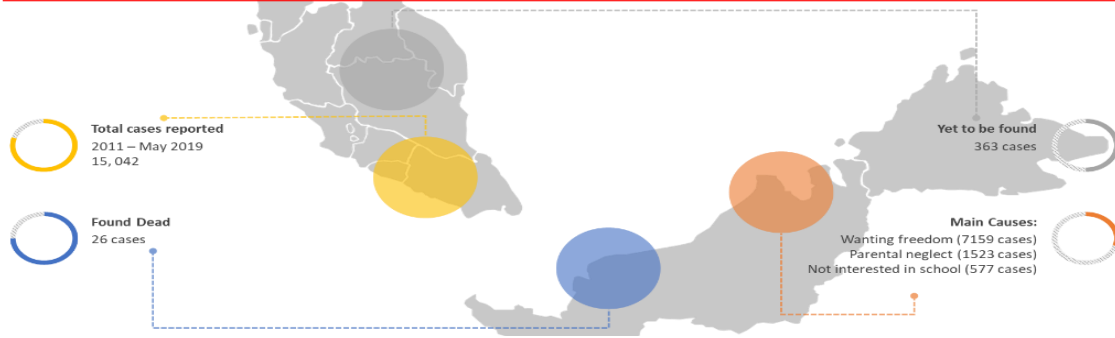 Total cases reported
2011 – May 2019
15, 042
Found Dead
26 cases
Yet to be found
363 cases
Main Causes:
Wanting freedom (7159 cases)
Parental neglect (1523 cases)
Not interested in school (577 cases)